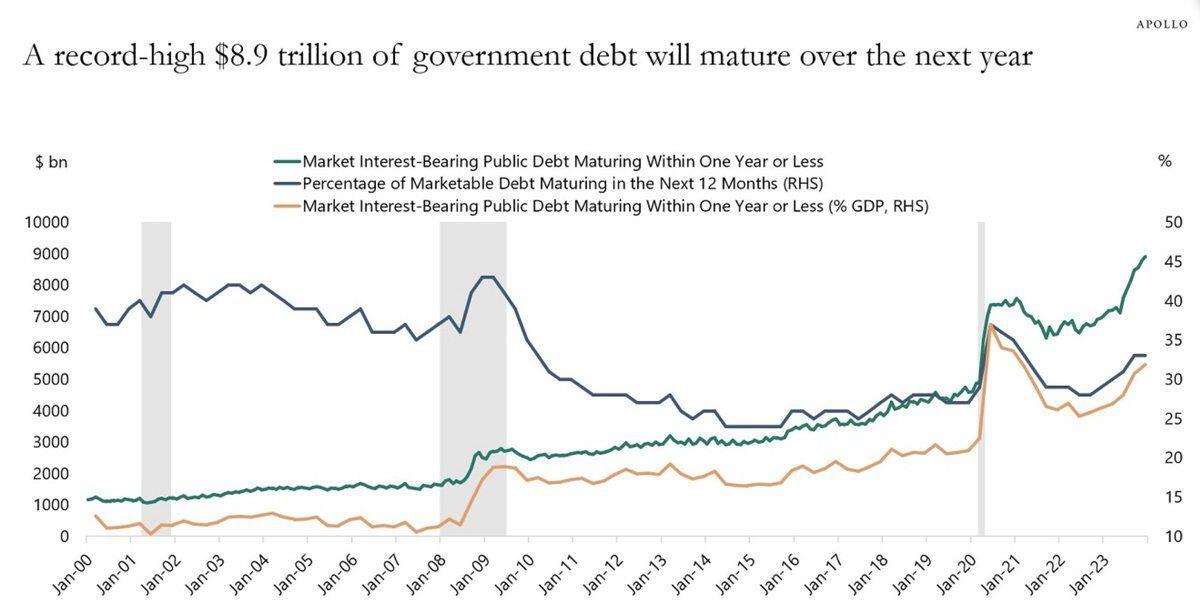 APOLLO
A record-high $8.9 trillion of government debt will mature over the next year
$ bn
Market Interest-Bearing Public Debt Maturing Within One Year or Less
%
Percentage of Marketable Debt Maturing in the Next 12 Months (RHS)
Market Interest-Bearing Public Debt Maturing Within One Year or Less (% GDP, RHS)
10000 50
9000 45
8000 40
7000 35
6000 30
5000 25
4000 20
3000 15
2000 10
1000
0
Jan-00 Jan-01 Jan-02 Jan-03 Jan-04 Jan-05 Jan-06 Jan-07 Jan-08 Jan-09 Jan-10 Jan-11 Jan-12 Jan-13 Jan-14 Jan-15 Jan-16 Jan-17 Jan-18 Jan-19 Jan-20 Jan-21 Jan-22 Jan-23